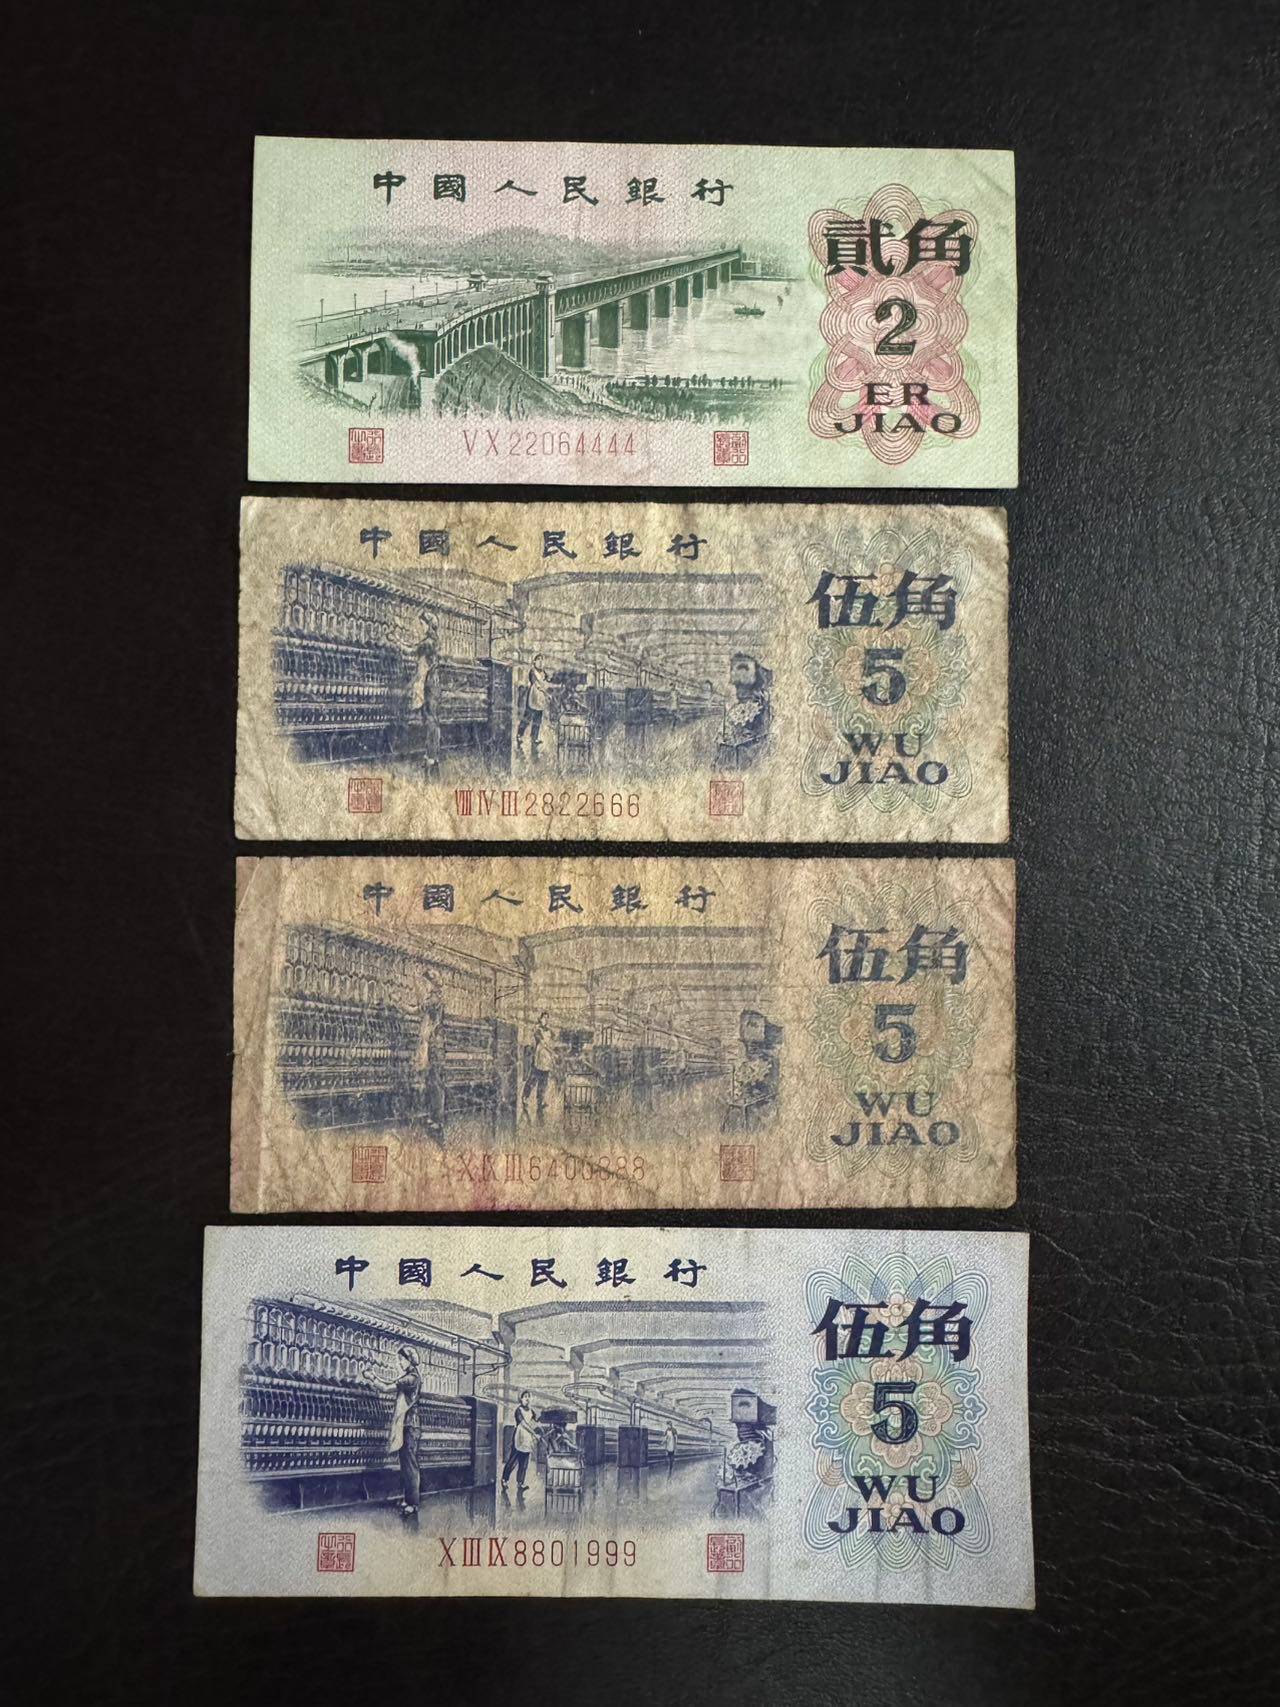 中國人民銀行
貳角
2
ER
JIAO
VX22064444
中國人民銀行
伍角
5
WU
JIAO
ⅧⅣⅢ2822666
中國人民銀行
伍角
5
WU
JIAO
ⅩⅨⅢ6406888
中國人民銀行
伍角
5
WU
JIAO
ⅩⅢⅨ8801999